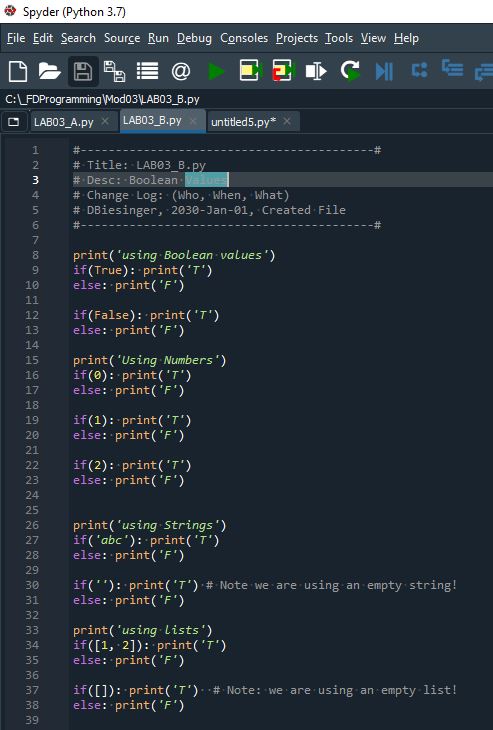 Spyder (Python 3.7)
File Edit Search Source Run Debug Consoles Projects Tools View Help
C:\_FDProgramming\Mod03\LAB03_B.py
LAB03_A.py LAB03_B.py untitled5.py*
1 #----------------------------------------#
2 # Title: LAB03_B.py
3 # Desc: Boolean Values
4 # Change Log: (Who, When, What)
5 # DBiesinger, 2030-Jan-01, Created File
6 #----------------------------------------#
7
8 print('using Boolean values')
9 if(True): print('T')
10 else: print('F')
11
12 if(False): print('T')
13 else: print('F')
14
15 print('Using Numbers')
16 if(0): print('T')
17 else: print('F')
18
19 if(1): print('T')
20 else: print('F')
21
22 if(2): print('T')
23 else: print('F')
24
25
26 print('using Strings')
27 if('abc'): print('T')
28 else: print('F')
29
30 if(''): print('T') # Note we are using an empty string!
31 else: print('F')
32
33 print('using lists')
34 if([1, 2]): print('T')
35 else: print('F')
36
37 if([]): print('T')  # Note: we are using an empty list!
38 else: print('F')
39